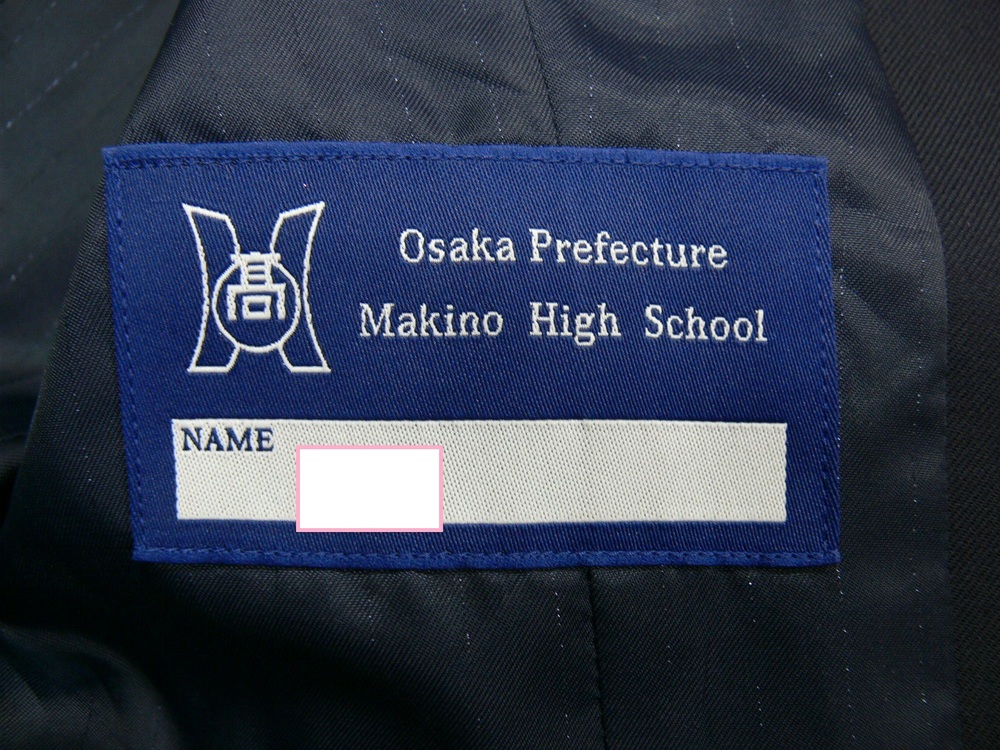 高
Osaka Prefecture
Makino High School
NAME